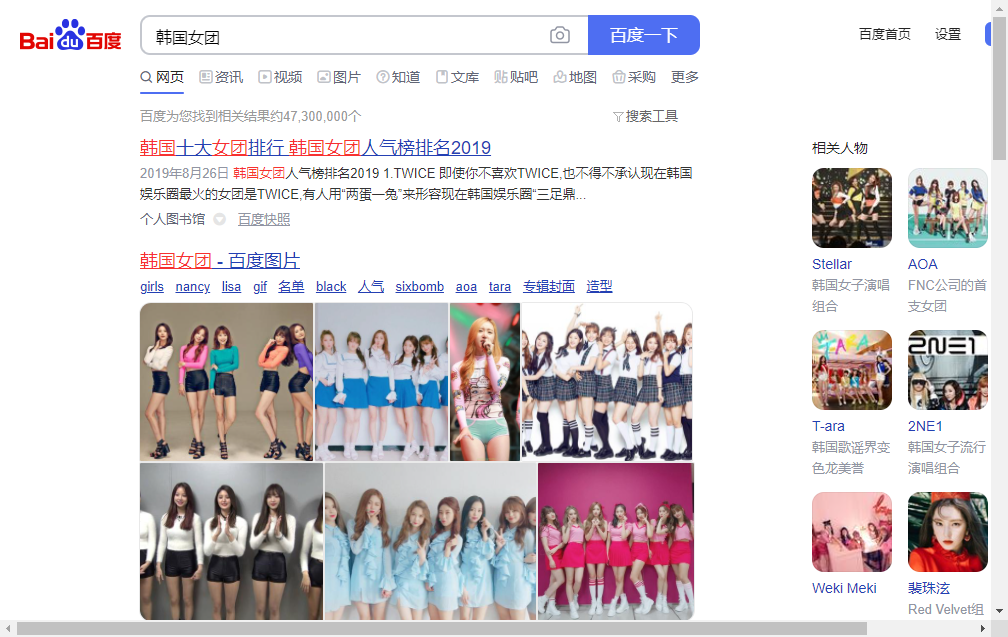 Bai du 百度
韩国女团
百度一下
百度首页 设置
网页 资讯 视频 图片 知道 文库 贴吧 地图 采购 更多
百度为您找到相关结果约47,300,000个
搜索工具
韩国十大女团排行 韩国女团人气榜排名2019
2019年8月26日 韩国女团人气榜排名2019 1.TWICE 即使你不喜欢TWICE,也不得不承认现在韩国
娱乐圈最火的女团是TWICE,有人用“两蛋一兔”来形容现在韩国娱乐圈“三足鼎...
个人图书馆 百度快照
韩国女团 - 百度图片
girls nancy lisa gif 名单 black 人气 sixbomb aoa tara 专辑封面 造型
相关人物
Stellar
韩国女子演唱
组合
AOA
FNC公司的首
支女团
T-ARA
2NE1
T-ara
韩国歌谣界变
色龙美誉
2NE1
韩国女子流行
演唱组合
Weki Meki
裴珠泫
Red Velvet组